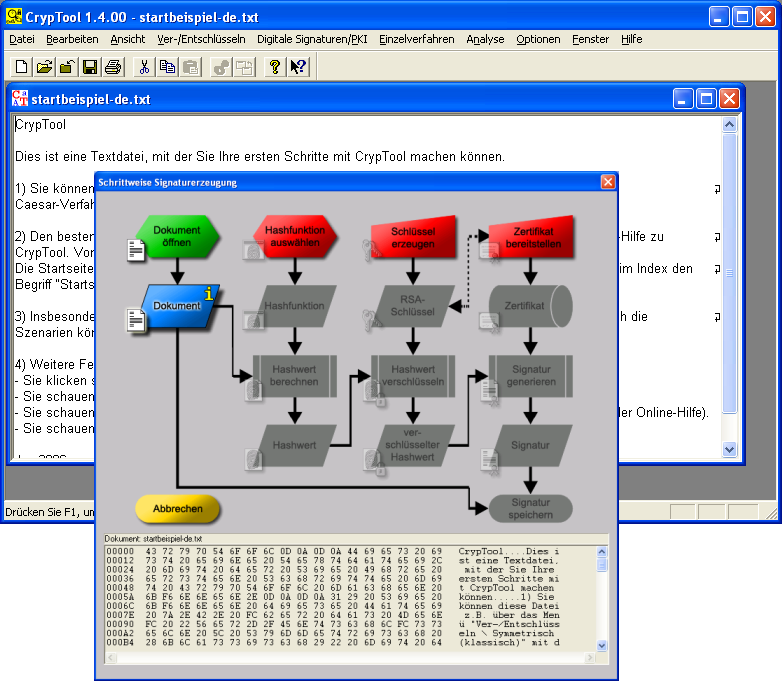 CrypTool 1.4.00 - startbeispiel-de.txt
Datei Bearbeiten Ansicht Ver-/Entschlüsseln Digitale Signaturen/PKI Einzelverfahren Analyse Optionen Fenster Hilfe
startbeispiel-de.txt
CrypTool
Dies ist eine Textdatei, mit der Sie Ihre ersten Schritte mit CrypTool machen können.
1) Sie können
Caesar-Verfah
2) Den besten
-Hilfe zu
CrypTool. Vor
Die Startseite
im Index den
Begriff "Starts
3) Insbesonde
h die
Szenarien kör
4) Weitere Fe
- Sie klicken s
- Sie schauen
- Sie schauen
der Online-Hilfe).
- Sie schauen
Drücken Sie F1, un
Schrittweise Signaturerzeugung
Dokument öffnen
Hashfunktion auswählen
Schlüssel erzeugen
Zertifikat bereitstellen
Dokument
i
Hashfunktion
RSA-Schlüssel
Zertifikat
Hashwert berechnen
Hashwert verschlüsseln
Signatur generieren
Hashwert
ver-schlüsselter Hashwert
Signatur
Abbrechen
Signatur speichern
Dokument: startbeispiel-de.txt
00000 43 72 79 70 54 6F 6F 6C 0D 0A 0D 0A 44 69 65 73 20 69 CrypTool....Dies i
00012 73 74 20 65 69 6E 65 20 54 65 78 74 64 61 74 65 69 2C st eine Textdatei,
00024 20 6D 69 74 20 64 65 72 20 53 69 65 20 49 68 72 65 20 mit der Sie Ihre
00036 65 72 73 74 65 6E 20 53 63 68 72 69 74 74 65 20 6D 69 ersten Schritte mi
00048 74 20 43 72 79 70 54 6F 6F 6C 20 6D 61 63 68 65 6E 20 t CrypTool machen
0005A 6B F6 6E 6E 65 6E 2E 0D 0A 0D 0A 31 29 20 53 69 65 20 können.....1) Sie
0006C 6B F6 6E 6E 65 6E 20 64 69 65 73 65 20 44 61 74 65 69 können diese Datei
0007E 20 7A 2E 42 2E 20 FC 62 65 72 20 64 61 73 20 4D 65 6E z.B. über das Men
00090 FC 20 22 56 65 72 2D 2F 45 6E 74 73 63 68 6C FC 73 73 ü "Ver-/Entschlüss
000A2 65 6C 6E 20 5C 20 53 79 6D 6D 65 74 72 69 73 63 68 20 eln \ Symmetrisch
000B4 28 6B 6C 61 73 73 69 73 63 68 29 22 20 6D 69 74 20 64 (klassisch)" mit d